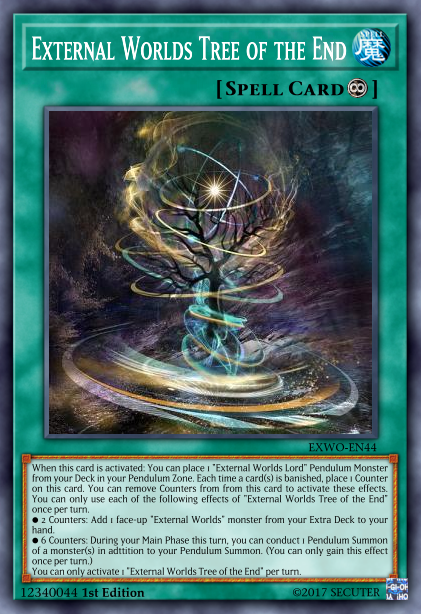 External Worlds Tree of the End 魔
[Spell Card]
EXWO-EN44
When this card is activated: You can place 1 "External Worlds Lord" Pendulum Monster
from your Deck in your Pendulum Zone. Each time a card(s) is banished, place 1 Counter
on this card. You can remove Counters from from this card to activate these effects.
You can only use each of the following effects of "External Worlds Tree of the End"
once per turn.
● 2 Counters: Add 1 face-up "External Worlds" monster from your Extra Deck to your
hand.
● 6 Counters: During your Main Phase this turn, you can conduct 1 Pendulum Summon
of a monster(s) in adttition to your Pendulum Summon. (You can only gain this effect
once per turn.)
You can only activate 1 "External Worlds Tree of the End" per turn.
12340044 1st Edition ©2017 SECUTER